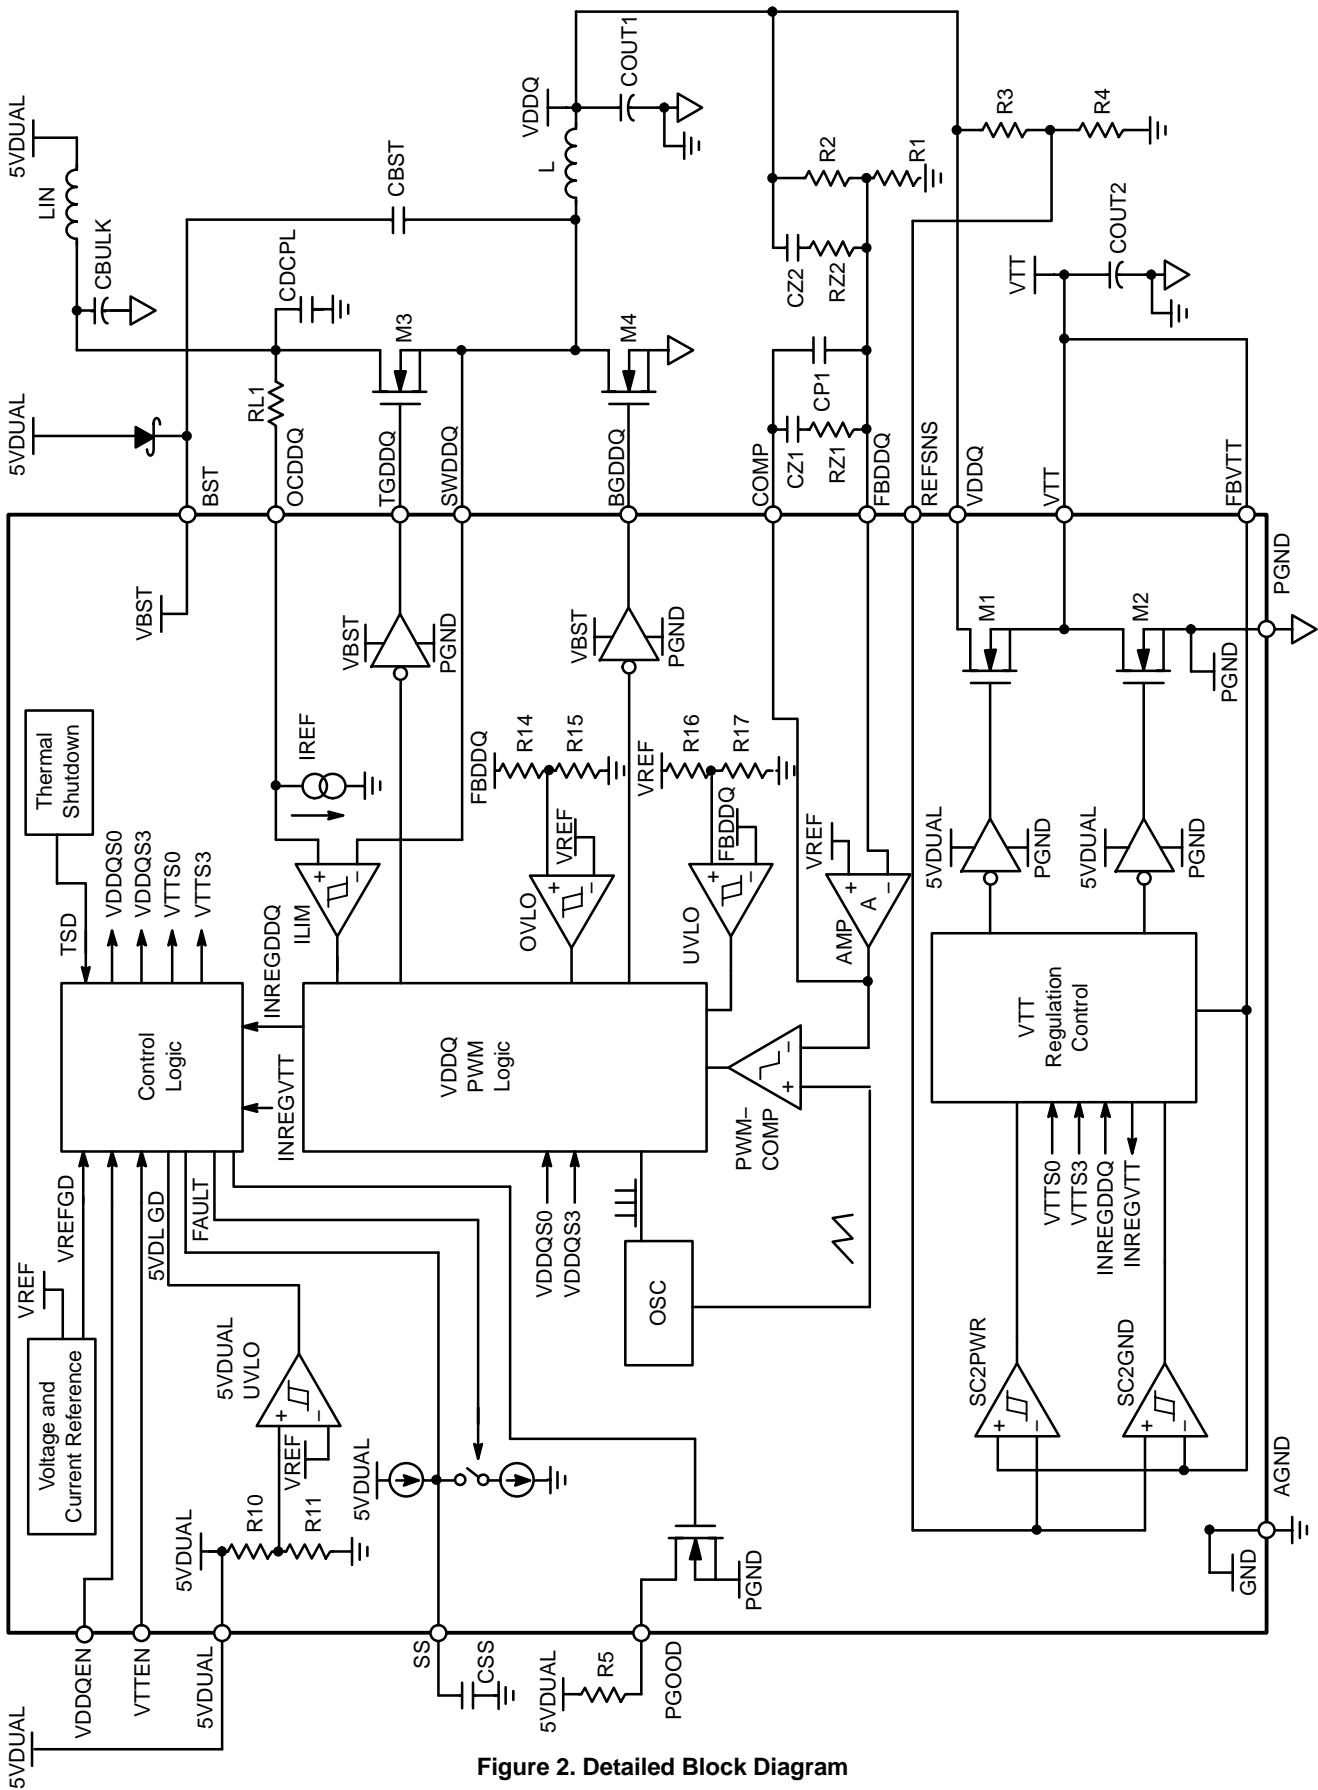 5VDUAL
VDDQEN
VTTEN
5VDUAL
SS
CSS
5VDUAL
R5
PGOOD
GND
AGND
Voltage and
Current Reference
VREF
VREFGD
5VDUAL
R10
R11
VREF
5VDUAL
UVLO
+
−
5VDL GD
FAULT
5VDUAL
PGND
Thermal
Shutdown
TSD
Control
Logic
VDDQS0
VDDQS3
VTTS0
VTTS3
INREGDDQ
INREGVTT
VDDQ
PWM
Logic
VDDQS0
VDDQS3
OSC
PWM−
COMP
+
−
ILIM
+
−
IREF
OVLO
+
−
VREF
FBDDQ
R14
R15
UVLO
+
−
FBDDQ
VREF
R16
R17
AMP
A
+
−
VREF
VBST
VBST
PGND
VBST
PGND
SC2PWR
+
−
SC2GND
+
−
VTT
Regulation
Control
VTTS0
VTTS3
INREGDDQ
INREGVTT
5VDUAL
PGND
5VDUAL
PGND
M1
M2
PGND
PGND
BST
OCDDQ
TGDDQ
SWDDQ
BGDDQ
COMP
FBDDQ
REFSNS
VDDQ
VTT
FBVTT
5VDUAL
5VDUAL
LIN
CBULK
RL1
CDCPL
CBST
M3
M4
L
VDDQ
COUT1
CZ1
RZ1
CP1
CZ2
RZ2
R2
R1
R3
R4
VTT
COUT2
Figure 2. Detailed Block Diagram